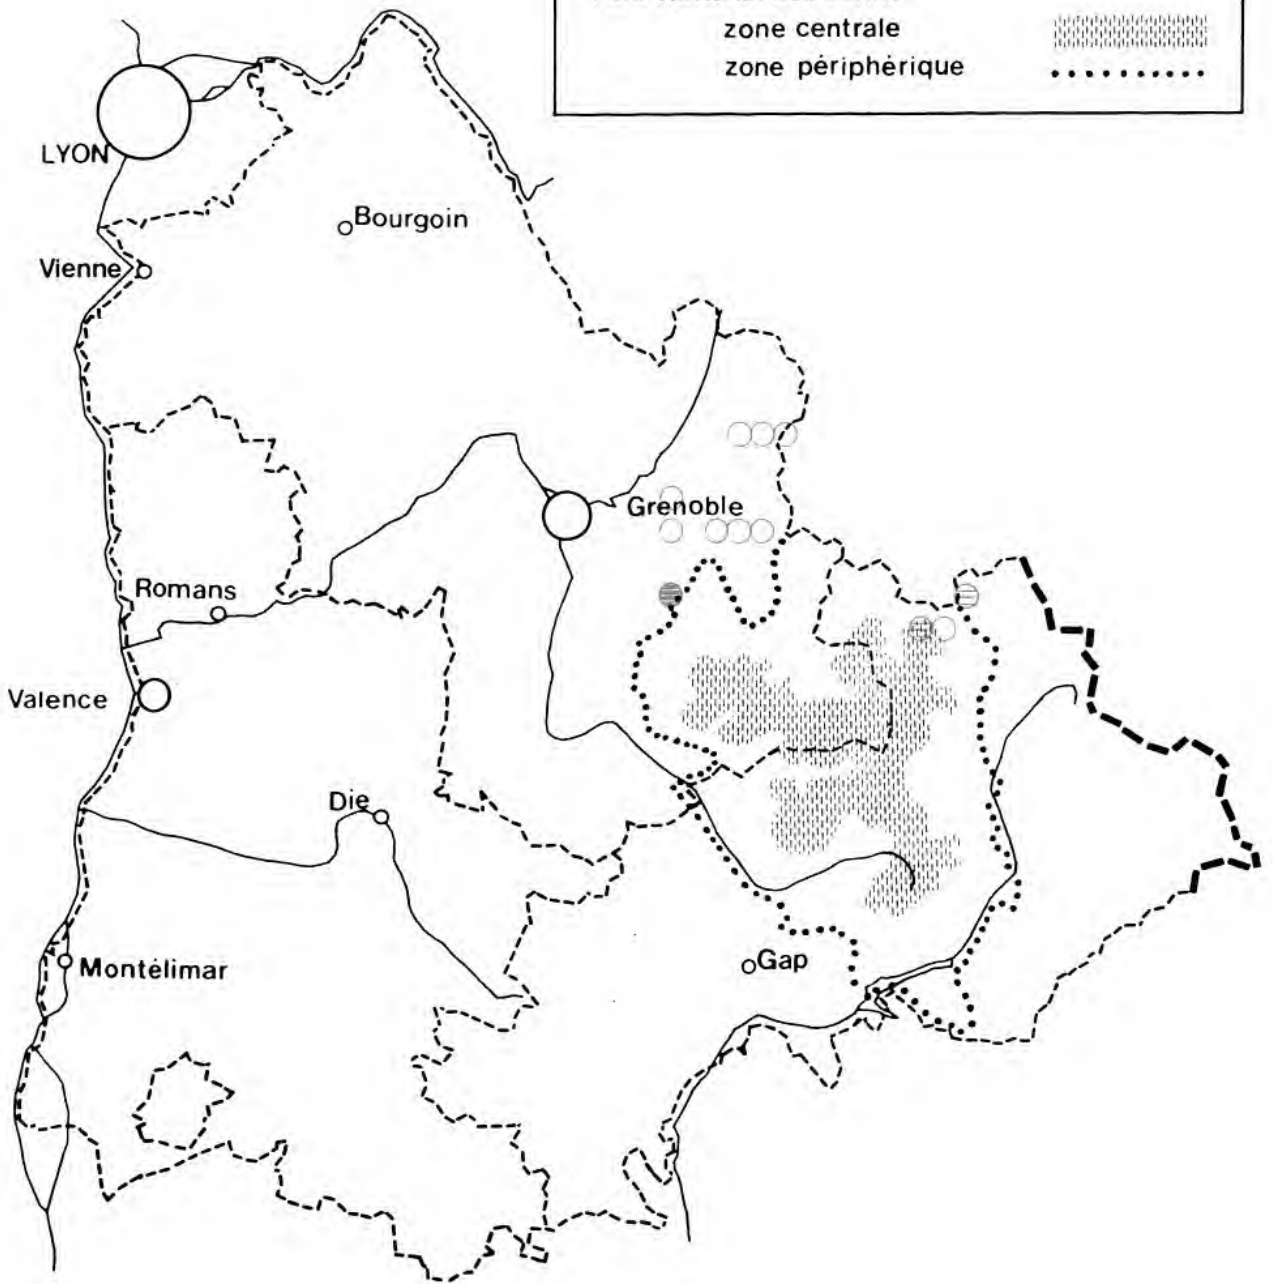 zone centrale
zone périphérique
LYON
Bourgoin
Vienne
Grenoble
Romans
Valence
Die
Gap
Montélimar